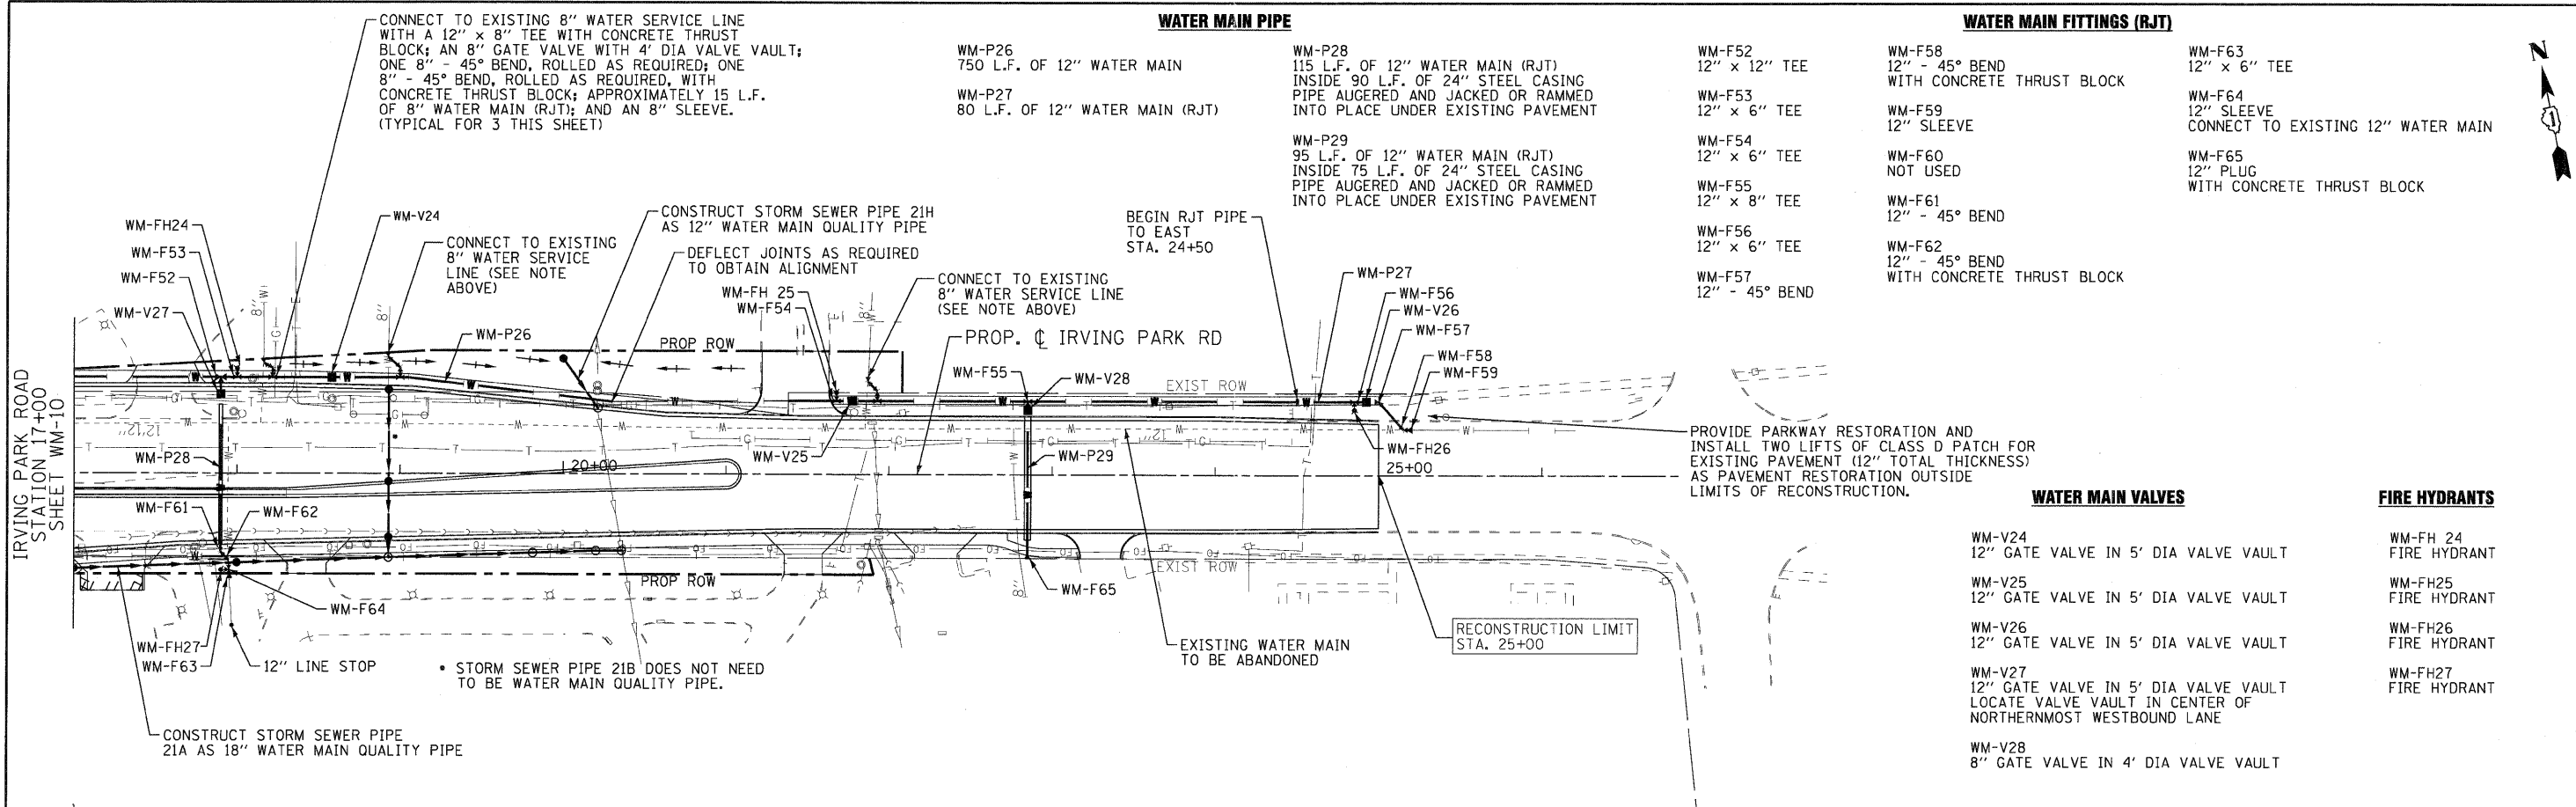 CONNECT TO EXISTING 8" WATER SERVICE LINE
WITH A 12" x 8" TEE WITH CONCRETE THRUST
BLOCK; AN 8" GATE VALVE WITH 4' DIA VALVE VAULT;
ONE 8" - 45° BEND, ROLLED AS REQUIRED; ONE
8" - 45° BEND, ROLLED AS REQUIRED, WITH
CONCRETE THRUST BLOCK; APPROXIMATELY 15 L.F.
OF 8" WATER MAIN (RJT); AND AN 8" SLEEVE.
(TYPICAL FOR 3 THIS SHEET)
WATER MAIN PIPE
WM-P26
750 L.F. OF 12" WATER MAIN
WM-P27
80 L.F. OF 12" WATER MAIN (RJT)
WM-P28
115 L.F. OF 12" WATER MAIN (RJT)
INSIDE 90 L.F. OF 24" STEEL CASING
PIPE AUGERED AND JACKED OR RAMMED
INTO PLACE UNDER EXISTING PAVEMENT
WM-P29
95 L.F. OF 12" WATER MAIN (RJT)
INSIDE 75 L.F. OF 24" STEEL CASING
PIPE AUGERED AND JACKED OR RAMMED
INTO PLACE UNDER EXISTING PAVEMENT
WATER MAIN FITTINGS (RJT)
WM-F52
12" x 12" TEE
WM-F53
12" x 6" TEE
WM-F54
12" x 6" TEE
WM-F55
12" x 8" TEE
WM-F56
12" x 6" TEE
WM-F57
12" - 45° BEND
WM-F58
12" - 45° BEND
WITH CONCRETE THRUST BLOCK
WM-F59
12" SLEEVE
WM-F60
NOT USED
WM-F61
12" - 45° BEND
WM-F62
12" - 45° BEND
WITH CONCRETE THRUST BLOCK
WM-F63
12" x 6" TEE
WM-F64
12" SLEEVE
CONNECT TO EXISTING 12" WATER MAIN
WM-F65
12" PLUG
WITH CONCRETE THRUST BLOCK
N
1
WM-FH24
WM-F53
WM-F52
WM-V27
WM-V24
CONNECT TO EXISTING
8" WATER SERVICE
LINE (SEE NOTE
ABOVE)
CONSTRUCT STORM SEWER PIPE 21H
AS 12" WATER MAIN QUALITY PIPE
DEFLECT JOINTS AS REQUIRED
TO OBTAIN ALIGNMENT
WM-P26
WM-FH 25
WM-F54
CONNECT TO EXISTING
8" WATER SERVICE LINE
(SEE NOTE ABOVE)
BEGIN RJT PIPE
TO EAST
STA. 24+50
PROP. ℄ IRVING PARK RD
WM-P27
WM-F56
WM-V26
WM-F57
WM-F58
WM-F59
PROP ROW
WM-F55
WM-V28
EXIST ROW
IRVING PARK ROAD
STATION 17+00
SHEET WM-10
WM-P28
20+00
WM-V25
WM-P29
WM-FH26
25+00
PROVIDE PARKWAY RESTORATION AND
INSTALL TWO LIFTS OF CLASS D PATCH FOR
EXISTING PAVEMENT (12" TOTAL THICKNESS)
AS PAVEMENT RESTORATION OUTSIDE
LIMITS OF RECONSTRUCTION.
WM-F61
WM-F62
PROP ROW
EXIST ROW
WM-F65
WM-F64
WM-FH27
WM-F63
12" LINE STOP
• STORM SEWER PIPE 21B DOES NOT NEED
TO BE WATER MAIN QUALITY PIPE.
EXISTING WATER MAIN
TO BE ABANDONED
RECONSTRUCTION LIMIT
STA. 25+00
CONSTRUCT STORM SEWER PIPE
21A AS 18" WATER MAIN QUALITY PIPE
WATER MAIN VALVES
WM-V24
12" GATE VALVE IN 5' DIA VALVE VAULT
WM-V25
12" GATE VALVE IN 5' DIA VALVE VAULT
WM-V26
12" GATE VALVE IN 5' DIA VALVE VAULT
WM-V27
12" GATE VALVE IN 5' DIA VALVE VAULT
LOCATE VALVE VAULT IN CENTER OF
NORTHERNMOST WESTBOUND LANE
WM-V28
8" GATE VALVE IN 4' DIA VALVE VAULT
FIRE HYDRANTS
WM-FH 24
FIRE HYDRANT
WM-FH25
FIRE HYDRANT
WM-FH26
FIRE HYDRANT
WM-FH27
FIRE HYDRANT